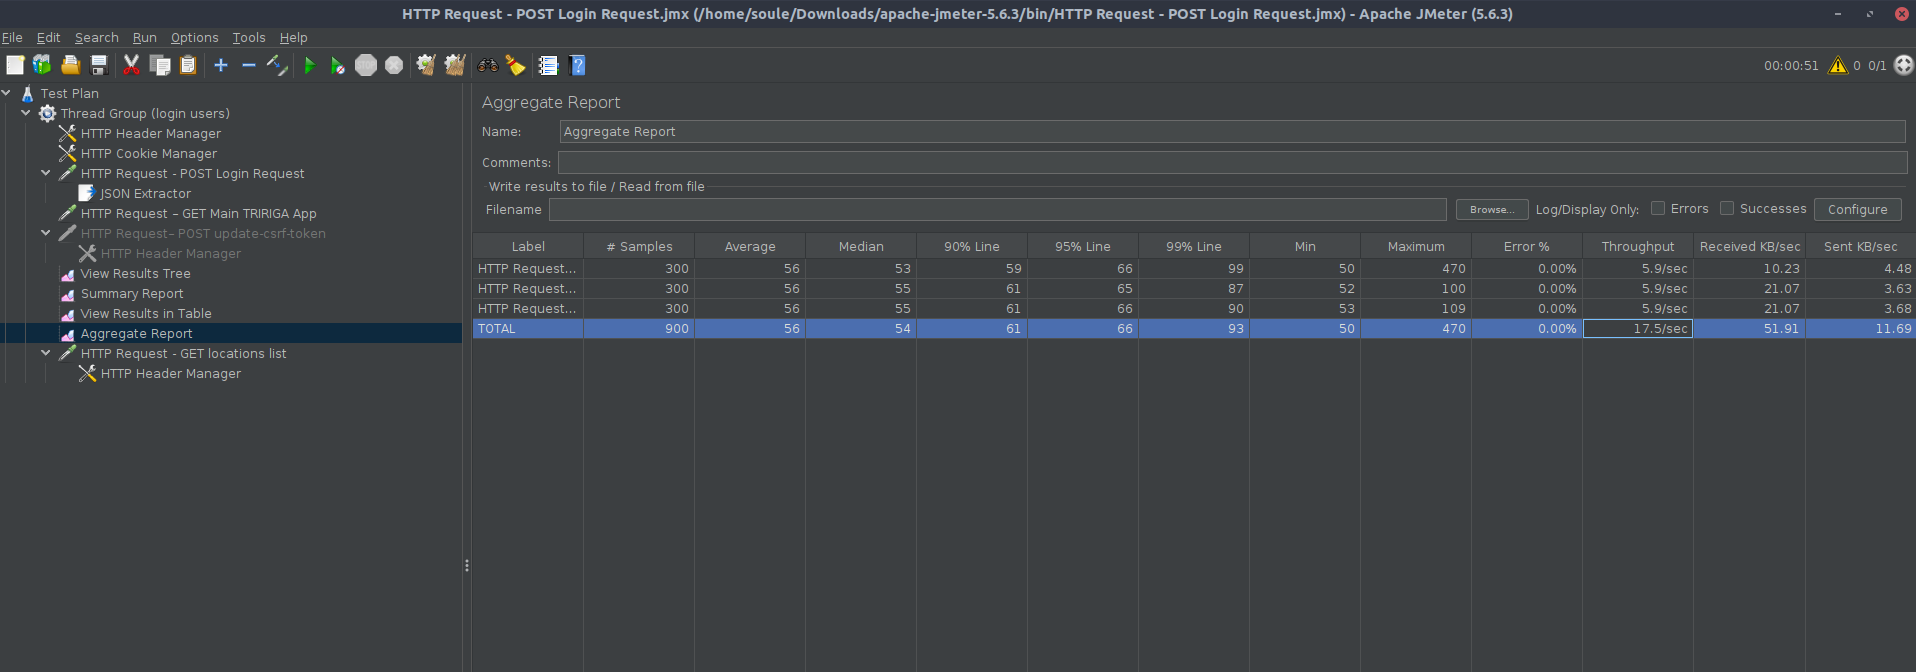 HTTP Request - POST Login Request.jmx (/home/soule/Downloads/apache-jmeter-5.6.3/bin/HTTP Request - POST Login Request.jmx) - Apache JMeter (5.6.3)
File Edit Search Run Options Tools Help
STOP 00:00:51 0 0/1
Test Plan
Thread Group (login users)
HTTP Header Manager
HTTP Cookie Manager
HTTP Request - POST Login Request
JSON Extractor
HTTP Request – GET Main TRIRIGA App
HTTP Request– POST update-csrf-token
HTTP Header Manager
View Results Tree
Summary Report
View Results in Table
Aggregate Report
HTTP Request - GET locations list
HTTP Header Manager
Aggregate Report
Name: Aggregate Report
Comments:
Write results to file / Read from file
Filename Browse... Log/Display Only: Errors Successes Configure
Label # Samples Average Median 90% Line 95% Line 99% Line Min Maximum Error % Throughput Received KB/sec Sent KB/sec
HTTP Request... 300 56 53 59 66 99 50 470 0.00% 5.9/sec 10.23 4.48
HTTP Request... 300 56 55 61 65 87 52 100 0.00% 5.9/sec 21.07 3.63
HTTP Request... 300 56 55 61 66 90 53 109 0.00% 5.9/sec 21.07 3.68
TOTAL 900 56 54 61 66 93 50 470 0.00% 17.5/sec 51.91 11.69